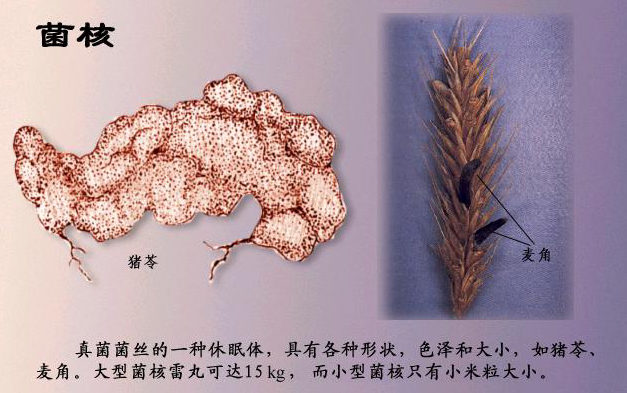 菌核
猪苓
麦角
真菌菌丝的一种休眠体，具有各种形状，色泽和大小，如猪苓、
麦角。大型菌核雷丸可达15 kg， 而小型菌核只有小米粒大小。